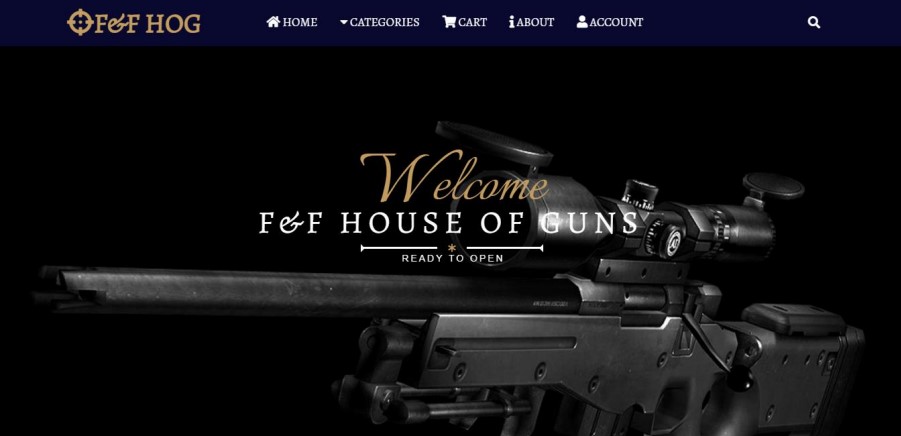 F&F HOG
HOME CATEGORIES CART ABOUT ACCOUNT
Welcome
F&F HOUSE OF GUNS
READY TO OPEN